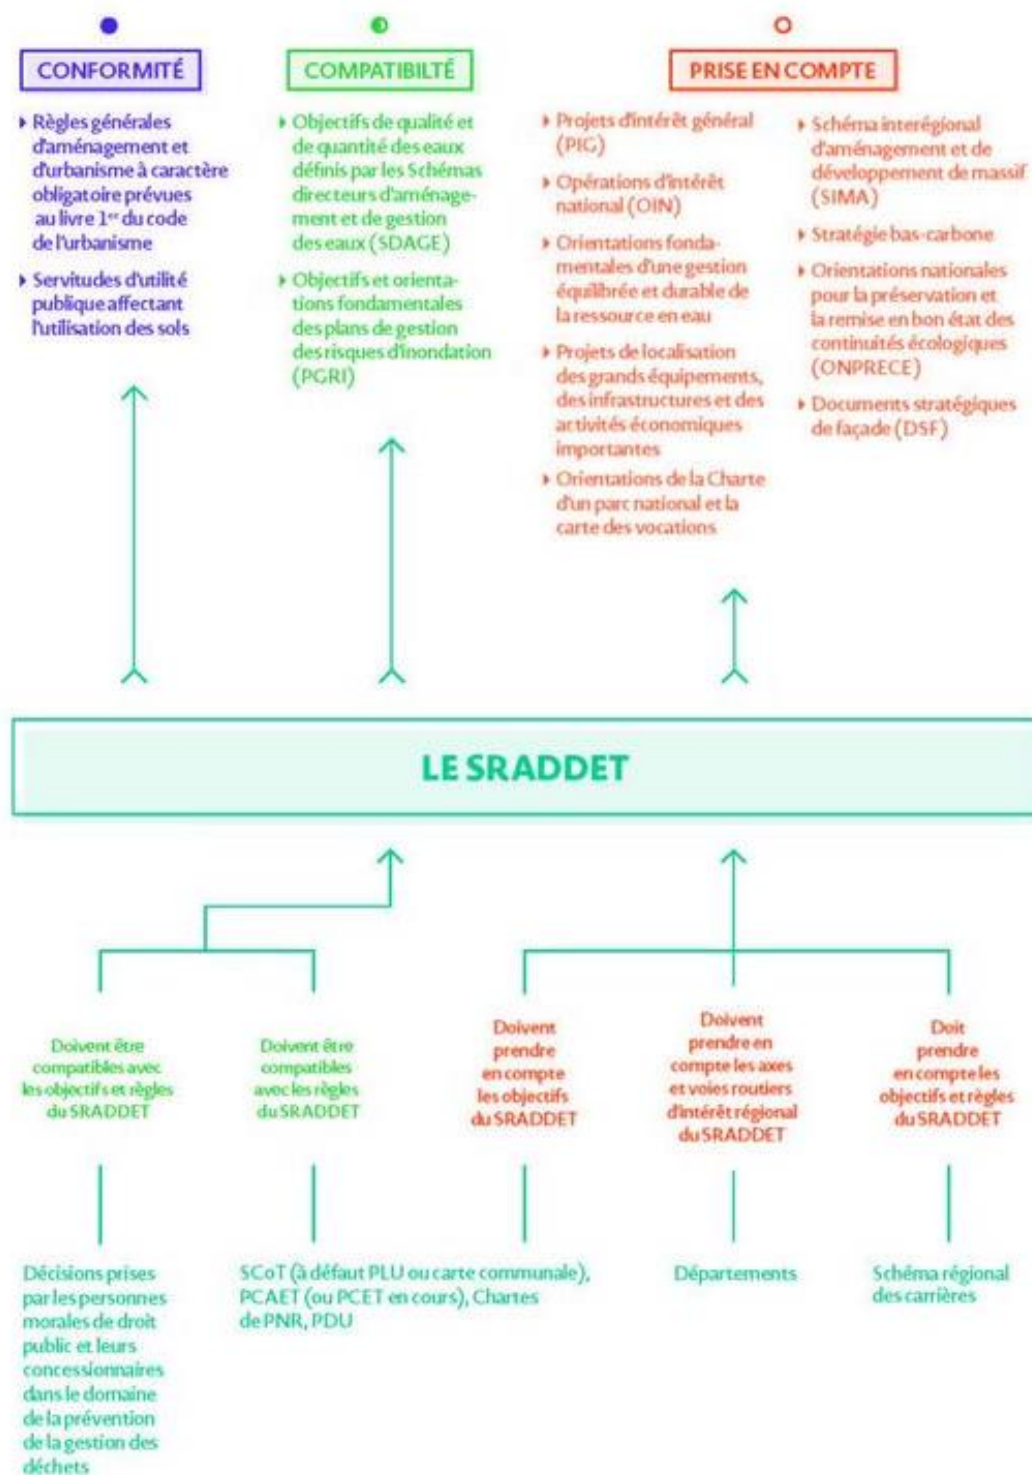 CONFORMITÉ
Règles générales
d'aménagement et
d'urbanisme à caractère
obligatoire prévues
au livre 1er du code
de l'urbanisme
Servitudes d'utilité
publique affectant
l'utilisation des sols
COMPATIBILTÉ
Objectifs de qualité et
de quantité des eaux
définis par les Schémas
directeurs d'aménage-
ment et de gestion
des eaux (SDAGE)
Objectifs et orienta-
tions fondamentales
des plans de gestion
des risques d'inondation
(PGRI)
PRISE EN COMPTE
Projets d'intérêt général
(PIG)
Opérations d'intérêt
national (OIN)
Orientations fonda-
mentales d'une gestion
équilibrée et durable de
la ressource en eau
Projets de localisation
des grands équipements,
des infrastructures et des
activités économiques
importantes
Orientations de la Charte
d'un parc national et la
carte des vocations
Schéma interégional
d'aménagement et de
développement de massif
(SIMA)
Stratégie bas-carbone
Orientations nationales
pour la préservation et
la remise en bon état des
continuités écologiques
(ONPRECE)
Documents stratégiques
de façade (DSF)
LE SRADDET
Doivent être
compatibles avec
les objectifs et règles
du SRADDET
Doivent être
compatibles
avec les règles
du SRADDET
Doivent
prendre
en compte
les objectifs
du SRADDET
Doivent
prendre en
compte les axes
et voies routiers
d'intérêt régional
du SRADDET
Doit
prendre
en compte les
objectifs et règles
du SRADDET
Décisions prises
par les personnes
morales de droit
public et leurs
concessionnaires
dans le domaine
de la prévention
de la gestion des
déchets
SCoT (à défaut PLU ou carte communale),
PCAET (ou PCET en cours), Chartes
de PNR, PDU
Départements
Schéma régional
des carrières